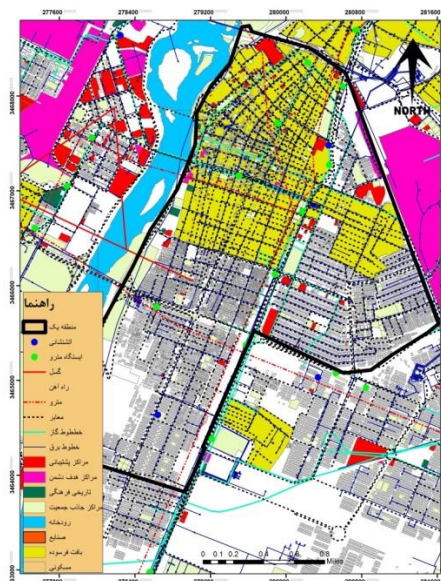 277600 278400 279200 280000 280800 281600
3468000
3467000
3466000
3465000
3464000
NORTH
راهنما
منطقه یک
آتشنشانی
ایستگاه مترو
گسل
راه آهن
مترو
معابر
خطوط گاز
خطوط برق
مراکز پشتیبانی
مراکز هدف دشمن
تاریخی فرهنگی
مراکز جاذب جمعیت
رودخانه
صنایع
بافت فرسوده
مسکونی
0 0.1 0.2 0.4 0.6 0.8
Miles